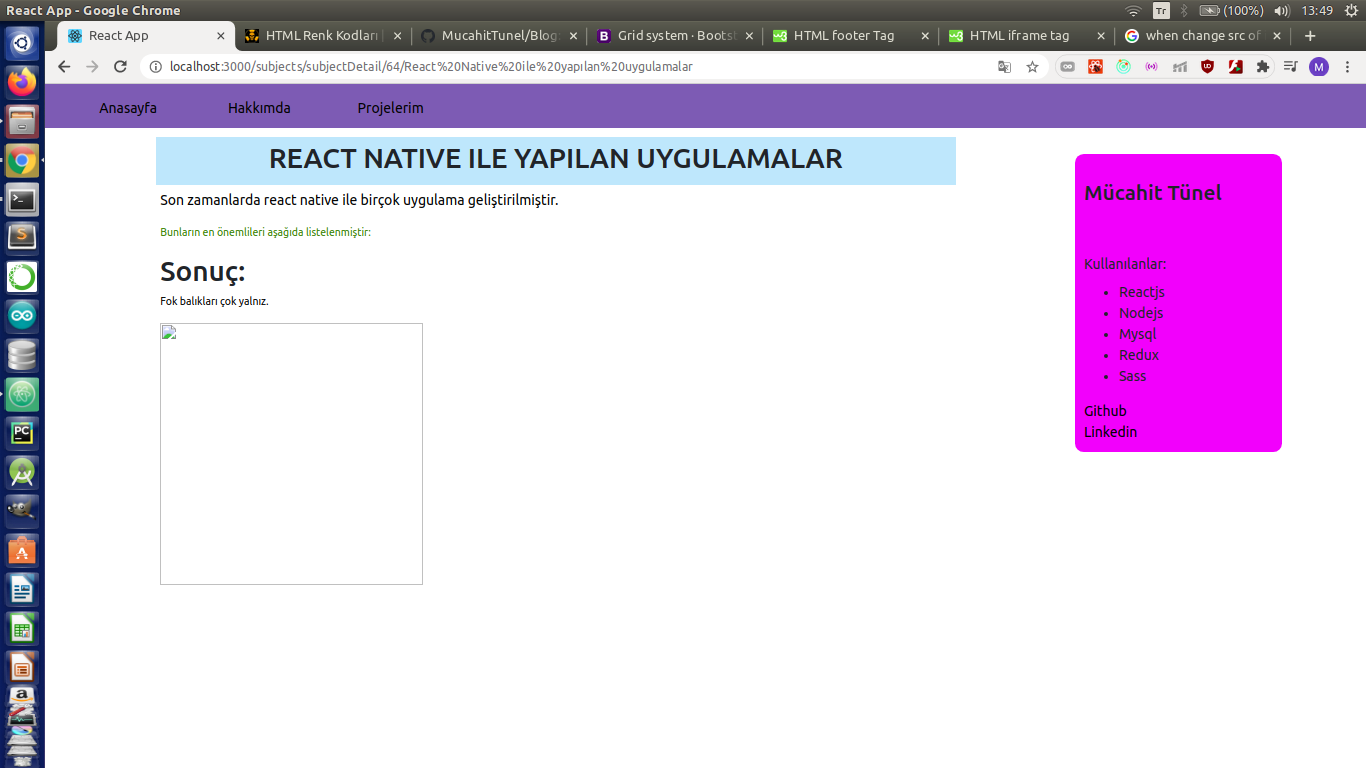 React App - Google Chrome
Tr
(100%)
13:49
React App
HTML Renk Kodları
MucahitTunel/Blog
Grid system · Bootst
HTML footer Tag
HTML iframe tag
when change src of
localhost:3000/subjects/subjectDetail/64/React%20Native%20ile%20yapılan%20uygulamalar
M
Anasayfa
Hakkımda
Projelerim
REACT NATIVE ILE YAPILAN UYGULAMALAR
Son zamanlarda react native ile birçok uygulama geliştirilmiştir.
Bunların en önemlileri aşağıda listelenmiştir:
Sonuç:
Fok balıkları çok yalnız.
Mücahit Tünel
Kullanılanlar:
Reactjs
Nodejs
Mysql
Redux
Sass
Github
Linkedin